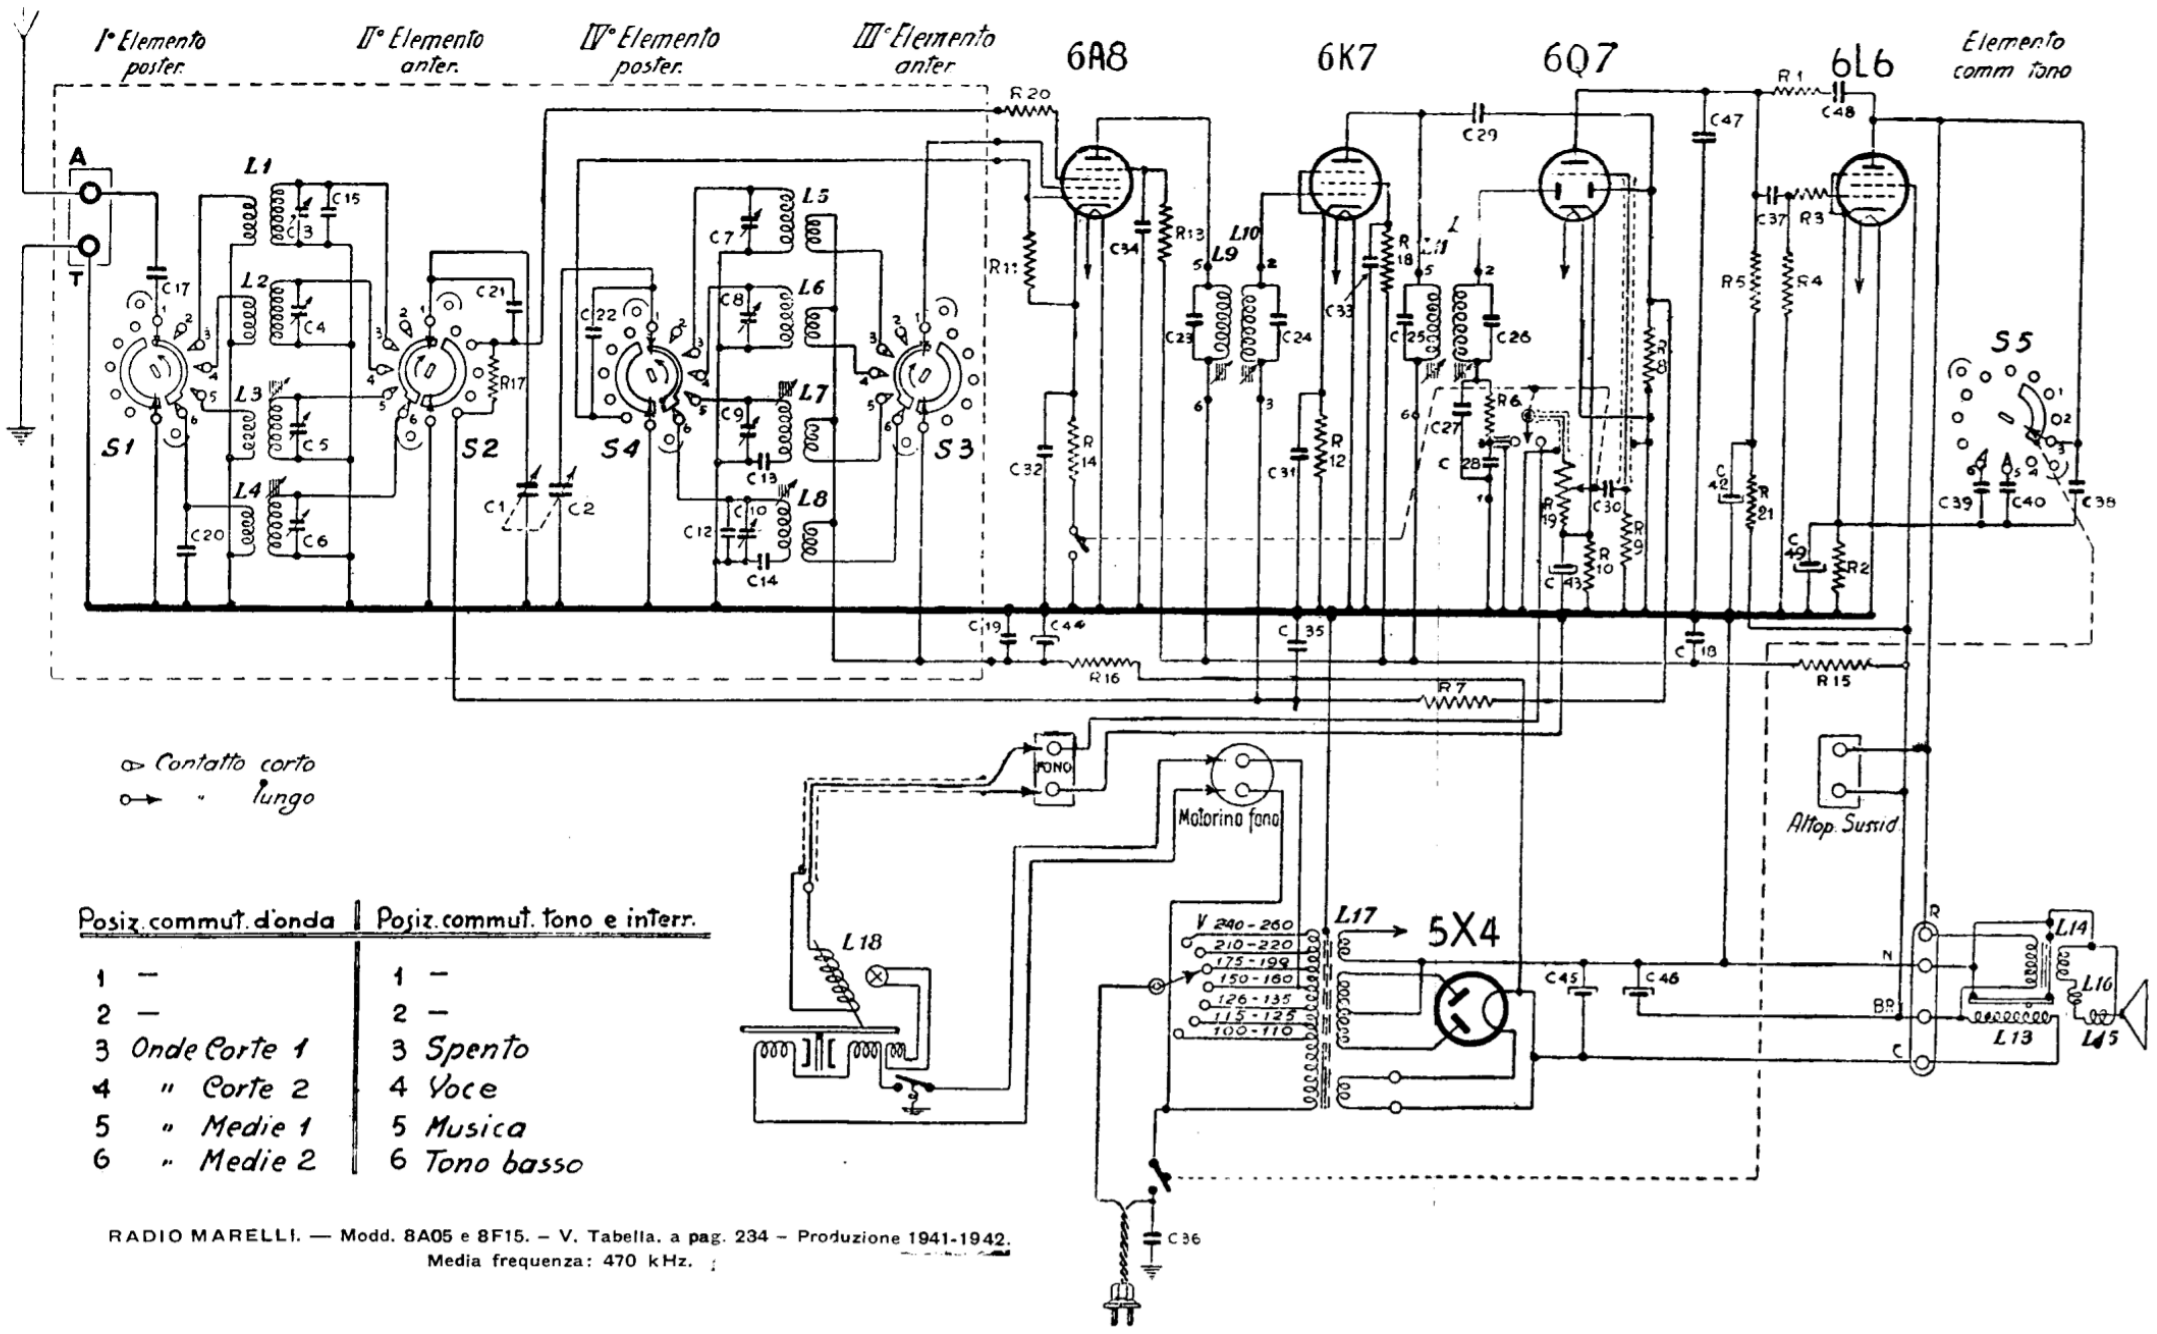 I° Elemento
poster.
II° Elemento
anter.
IV° Elemento
poster.
III° Elemento
anter.
6A8
6K7
6Q7
6L6
Elemento
comm tono
R20
R1
C48
C29
C47
A
T
L1
C3
C15
L5
C7
R13
C34
R11
L9
L10
C37
R3
R5
R4
L2
C17
C4
C21
C22
L6
C8
C33
R18
C23
C24
C25
C26
R8
S5
L3
C5
R17
L7
C9
C13
S1
S2
S4
S3
C32
R14
C31
R12
C27
R6
C28
R19
C30
R9
C42
R21
C39
C40
C38
L4
C20
C6
C1
C2
L8
C12
C10
C14
C43
R10
C49
R2
C19
C44
C35
C18
R16
R7
R15
Contatto corto
" lungo
FONO
Motorino fono
Altop. Sussid.
Posiz. commut. d'onda
Posiz. commut. tono e interr.
1 —
1 —
2 —
2 —
3 Onde Corte 1
3 Spento
4 " Corte 2
4 Voce
5 " Medie 1
5 Musica
6 " Medie 2
6 Tono basso
L18
V 240-260
210-220
175-199
150-160
126-135
115-125
100-110
L17
5X4
C45
C46
R
N
BR
C
L14
L16
L13
L15
C36
RADIO MARELLI. — Modd. 8A05 e 8F15. – V. Tabella. a pag. 234 – Produzione 1941-1942.
Media frequenza: 470 kHz.